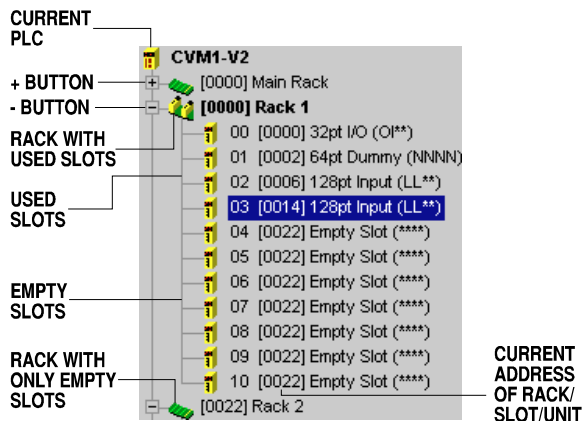 CURRENT
PLC
CVM1-V2
+ BUTTON
[0000] Main Rack
- BUTTON
[0000] Rack 1
RACK WITH
USED SLOTS
00 [0000] 32pt I/O (OI**)
01 [0002] 64pt Dummy (NNNN)
02 [0006] 128pt Input (LL**)
USED
SLOTS
03 [0014] 128pt Input (LL**)
04 [0022] Empty Slot (****)
05 [0022] Empty Slot (****)
06 [0022] Empty Slot (****)
EMPTY
SLOTS
07 [0022] Empty Slot (****)
08 [0022] Empty Slot (****)
09 [0022] Empty Slot (****)
10 [0022] Empty Slot (****)
RACK WITH
ONLY EMPTY
SLOTS
[0022] Rack 2
CURRENT
ADDRESS
OF RACK/
SLOT/UNIT